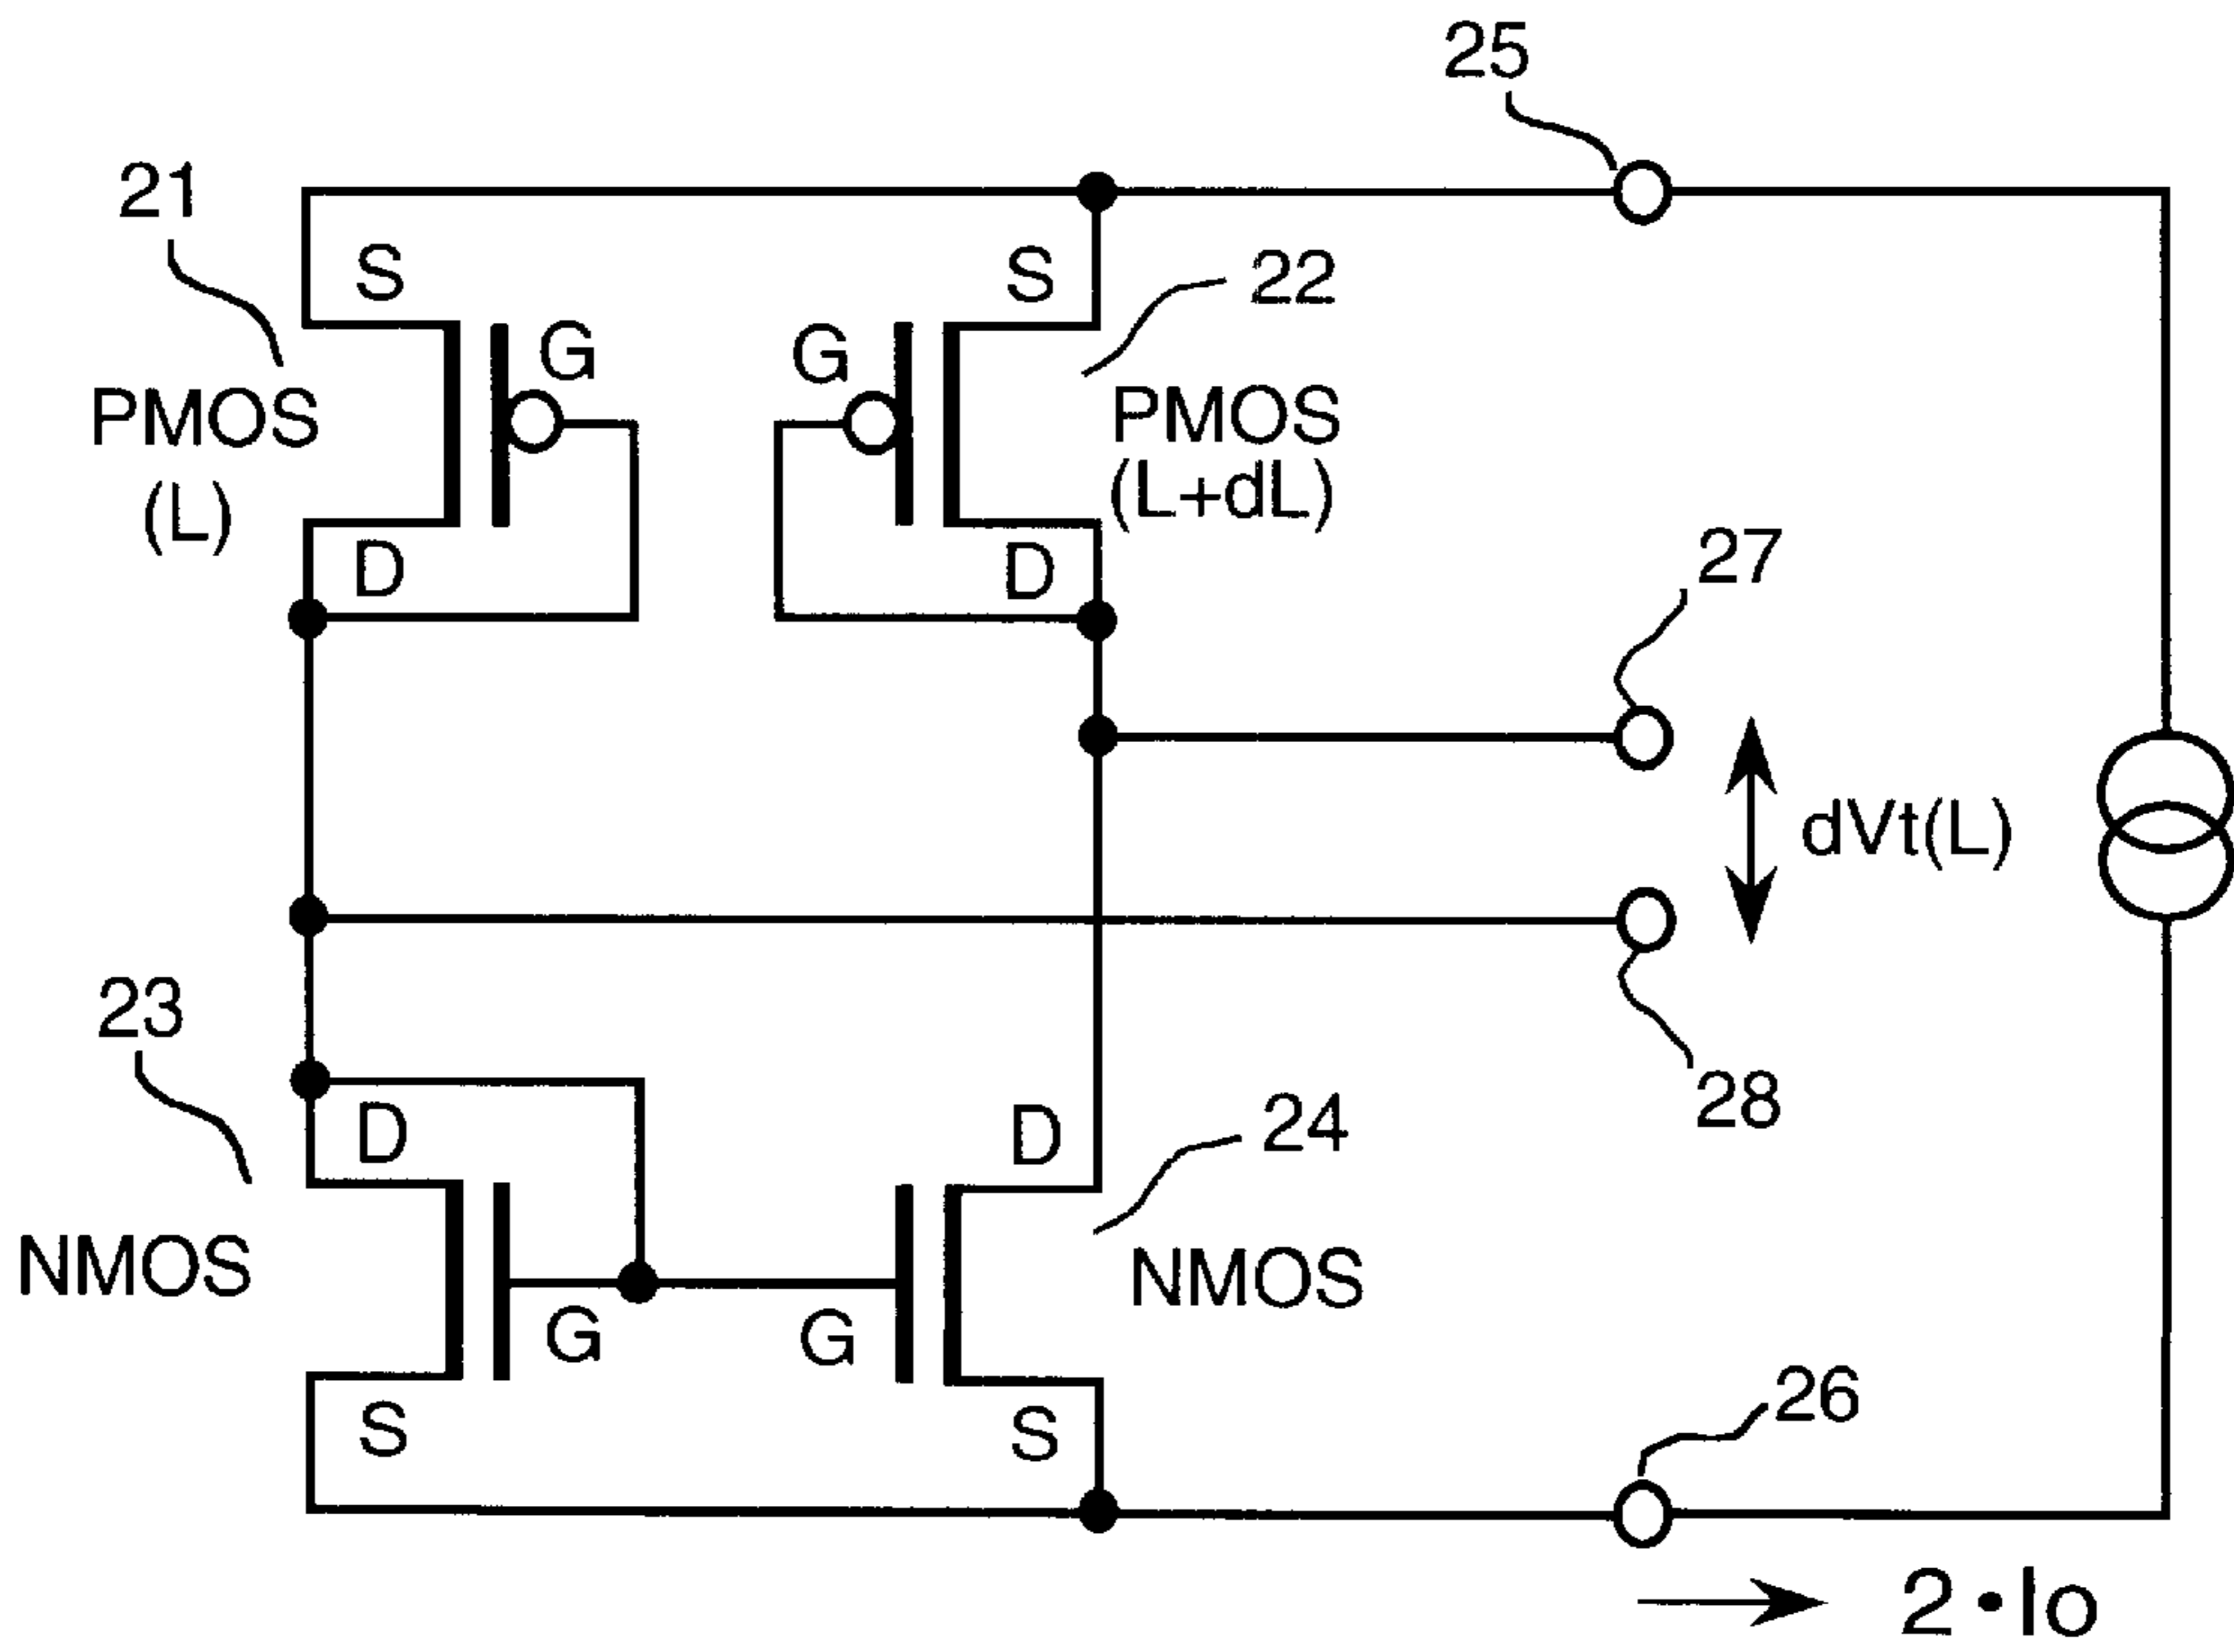 25
21
S
S
22
G
G
PMOS
(L)
PMOS
(L+dL)
D
D
27
dVt(L)
28
23
D
D
24
NMOS
NMOS
G
G
S
S
26
2•Io